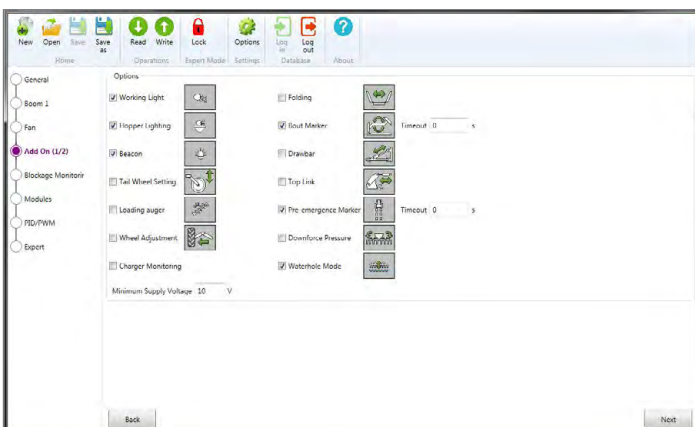 New Open Save Save as Read Write Lock Options Log in Log out
Home Operations Expert Mode Settings Database About
General
Boom 1
Fan
Add On (1/2)
Blockage Monitorir
Modules
PID/PWM
Expert
Options
Working Light Folding
Hopper Lighting Bout Marker Timeout 0 s
Beacon Drawbar
Tail Wheel Setting Top Link
Loading auger Pre-emergence Marker Timeout 0 s
Wheel Adjustment Downforce Pressure
Charger Monitoring Waterhole Mode
Minimum Supply Voltage 10 V
Back Next